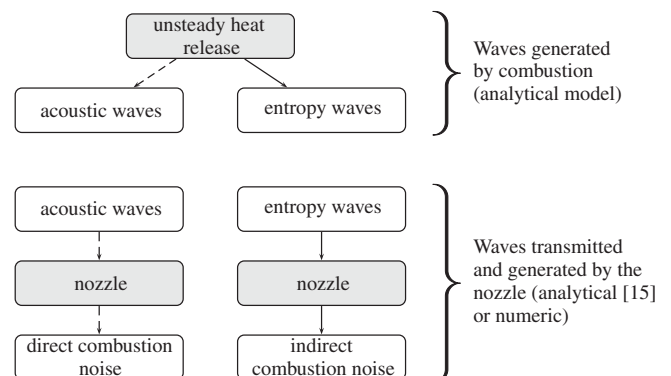 unsteady heat
release
acoustic waves
entropy waves
Waves generated
by combustion
(analytical model)
acoustic waves
entropy waves
nozzle
nozzle
direct combustion
noise
indirect
combustion noise
Waves transmitted
and generated by the
nozzle (analytical [15]
or numeric)